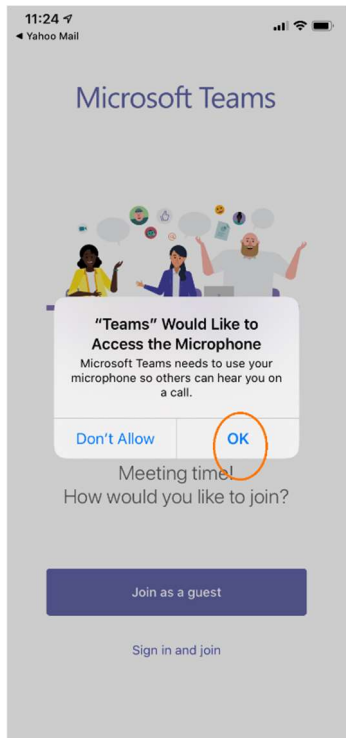 11:24
◀ Yahoo Mail
Microsoft Teams
“Teams” Would Like to
Access the Microphone
Microsoft Teams needs to use your
microphone so others can hear you on
a call.
Don’t Allow
OK
Meeting time!
How would you like to join?
Join as a guest
Sign in and join